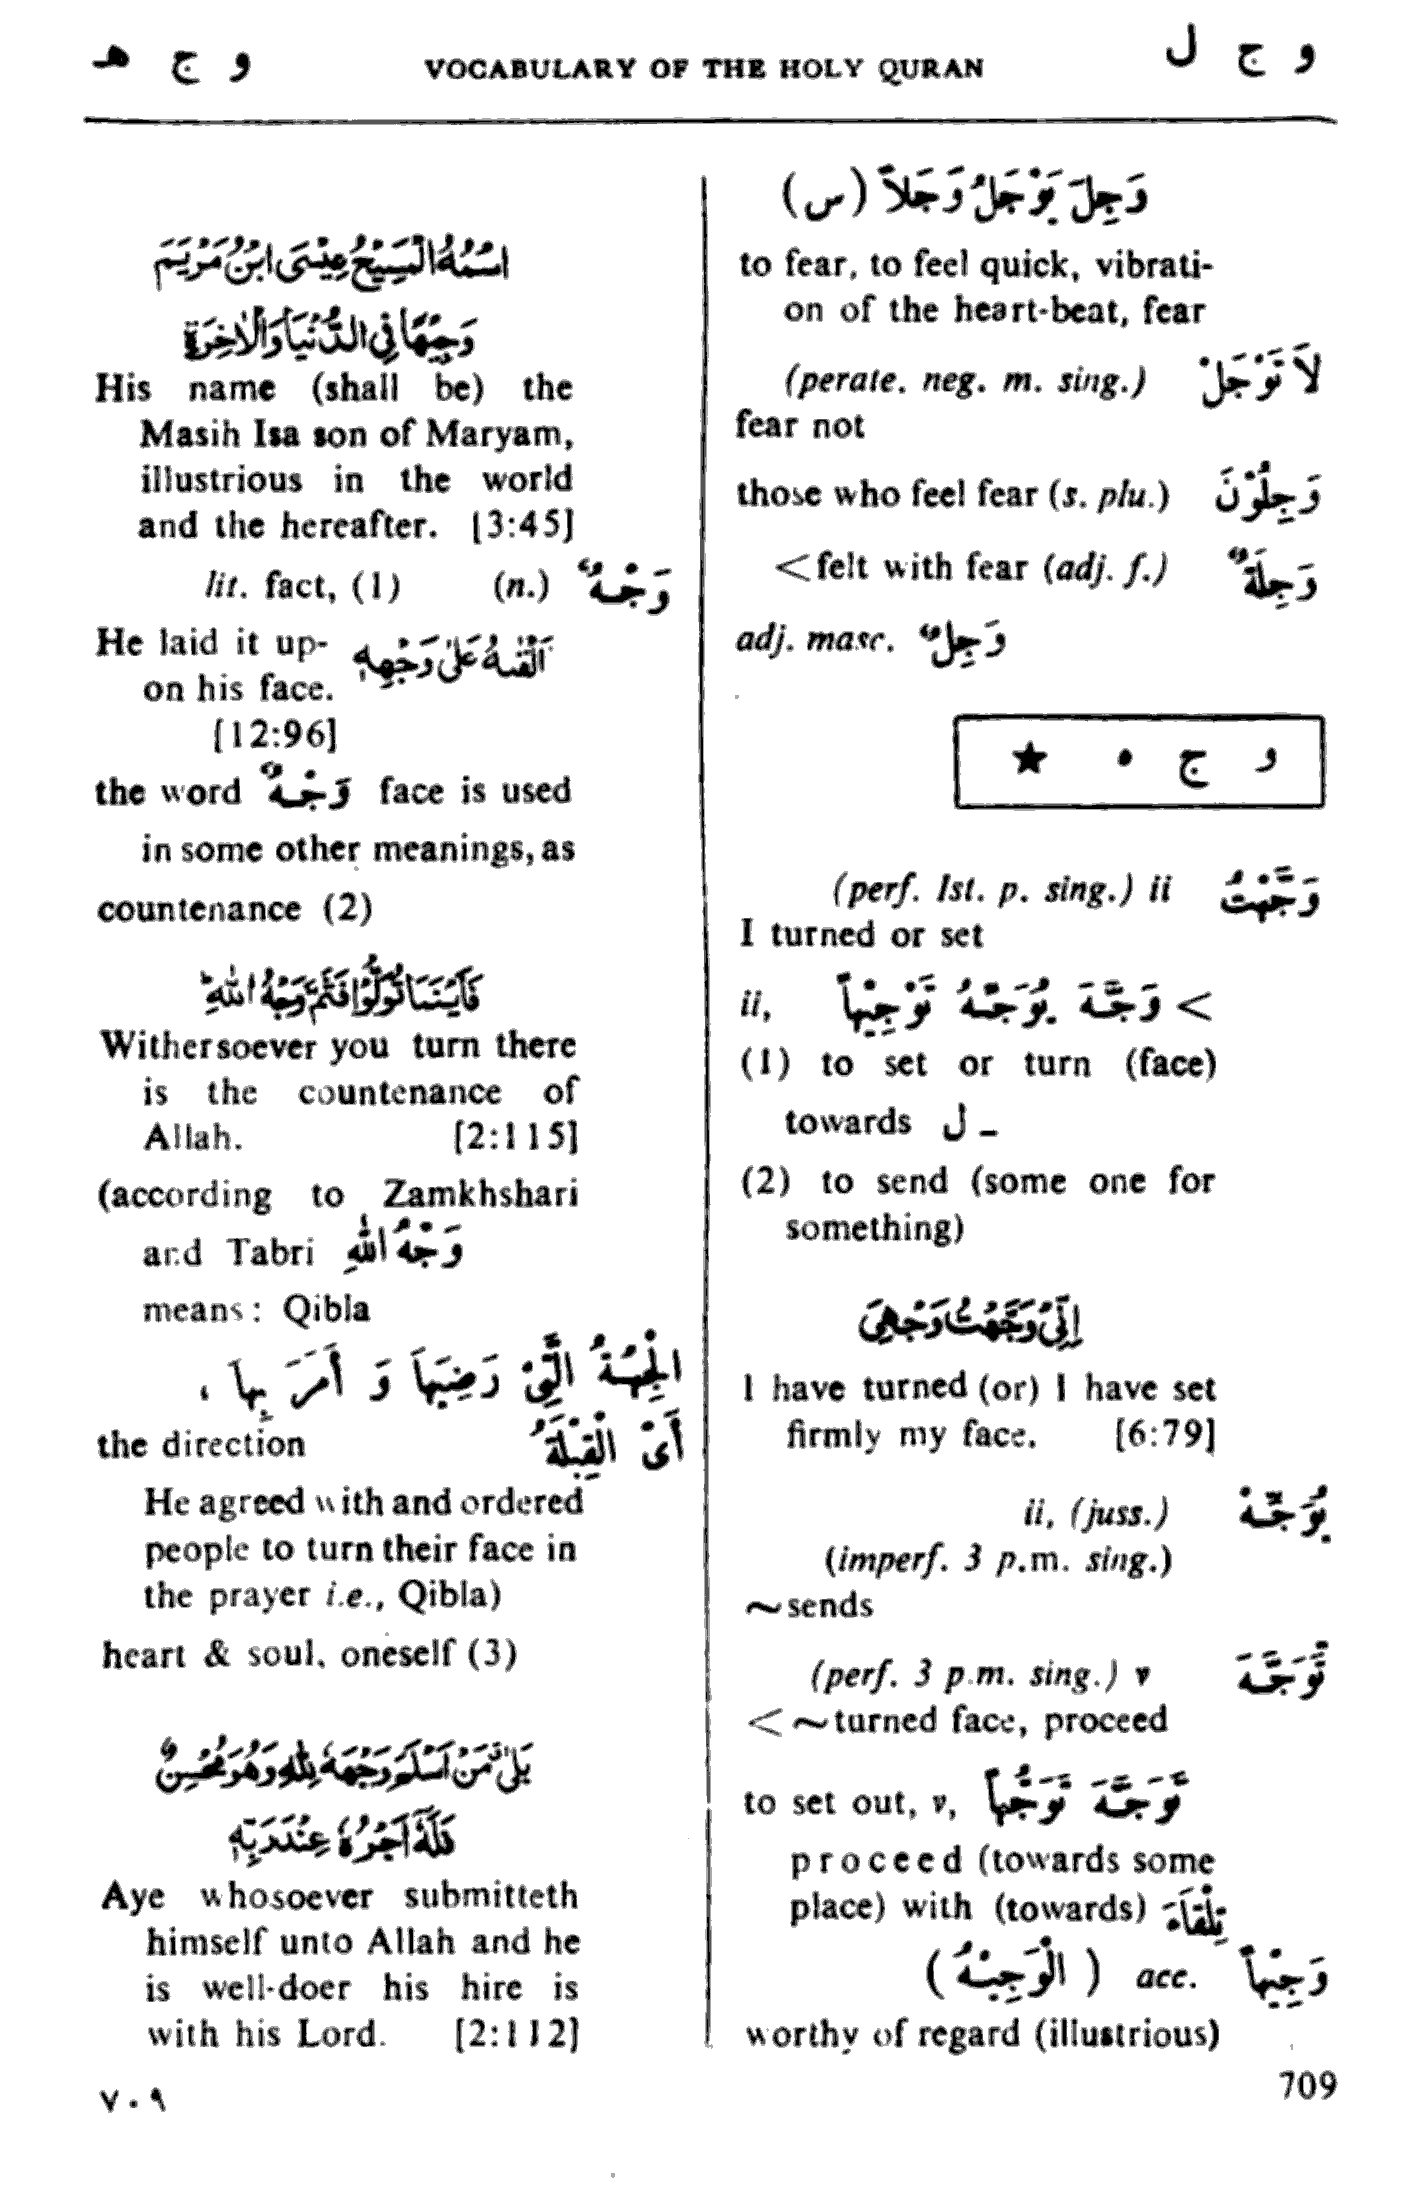 و ج هـ VOCABULARY OF THE HOLY QURAN و ج ل
وَجِلَ يَوْجَلُ وَجَلاً (س)
to fear, to feel quick, vibrati-
on of the heart-beat, fear
(perate. neg. m. sing.) لاَ تَوْجَلْ
fear not
those who feel fear (s. plu.) وَجِلُوْنَ
<felt with fear (adj. f.) وَجِلَةٌ
adj. masc. وَجِلٌ
و ج ه ★
(perf. 1st. p. sing.) ii وَجَّهْتُ
I turned or set
ii, وَجَّهَ يُوَجِّهُ تَوْجِيْهاً <
(1) to set or turn (face)
towards ل –
(2) to send (some one for
something)
اِنِّيْ وَجَّهْتُ وَجْهِيَ
I have turned (or) I have set
firmly my face. [6:79]
ii, (juss.) يُوَجِّهْ
(imperf. 3 p.m. sing.)
~sends
(perf. 3 p.m. sing.) v تَوَجَّهَ
< ~turned face, proceed
to set out, v, تَوَجَّهَ تَوَجُّهاً
proceed (towards some
place) with (towards) تِلْقَآءَ
( الْوَجِيْهُ ) acc. وَجِيْهاً
worthy of regard (illustrious)
709
اسْمُهُ الْمَسِيْحُ عِيْسَى ابْنُ مَرْيَمَ
وَجِيْهًا فِي الدُّنْيَا وَالْاٰخِرَةِ
His name (shall be) the
Masih Isa son of Maryam,
illustrious in the world
and the hereafter. [3:45]
lit. fact, (1) (n.) وَجْهٌ
He laid it up- اَلْقٰىهُ عَلٰى وَجْهِهٖ
on his face.
[12:96]
the word وَجْهٌ face is used
in some other meanings, as
countenance (2)
فَاَيْنَمَا تُوَلُّوْا فَثَمَّ وَجْهُ اللّٰهِ ؕ
Withersoever you turn there
is the countenance of
Allah. [2:115]
(according to Zamkhshari
and Tabri وَجْهُ اللّٰهِ
means: Qibla
الْجِهَةُ الَّتِيْ رَضِيَهَا وَ أَمَرَ بِهَا ،
the direction أَىْ الْقِبْلَةُ
He agreed with and ordered
people to turn their face in
the prayer i.e., Qibla)
heart & soul, oneself (3)
بَلٰى ۗ مَنْ اَسْلَمَ وَجْهَهٗ لِلّٰهِ وَهُوَ مُحْسِنٌ
فَلَهٗٓ اَجْرُهٗ عِنْدَ رَبِّهٖ
Aye whosoever submitteth
himself unto Allah and he
is well-doer his hire is
with his Lord. [2:112]
٧٠٩